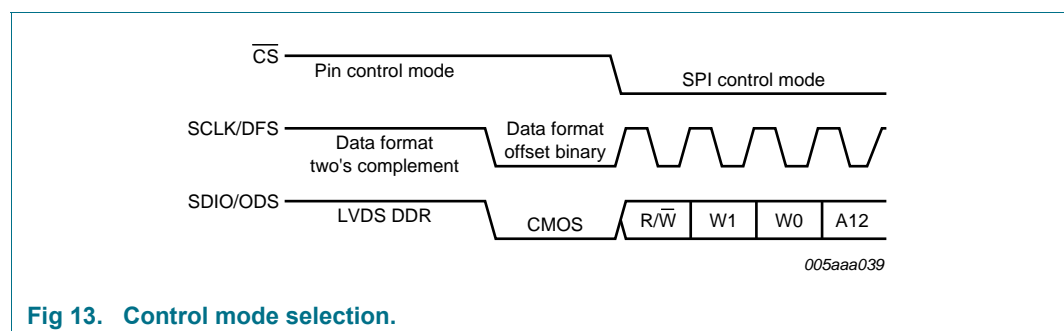 CS
Pin control mode
SPI control mode
SCLK/DFS
Data format
two's complement
Data format
offset binary
SDIO/ODS
LVDS DDR
CMOS
R/W̅
W1
W0
A12
005aaa039
Fig 13. Control mode selection.